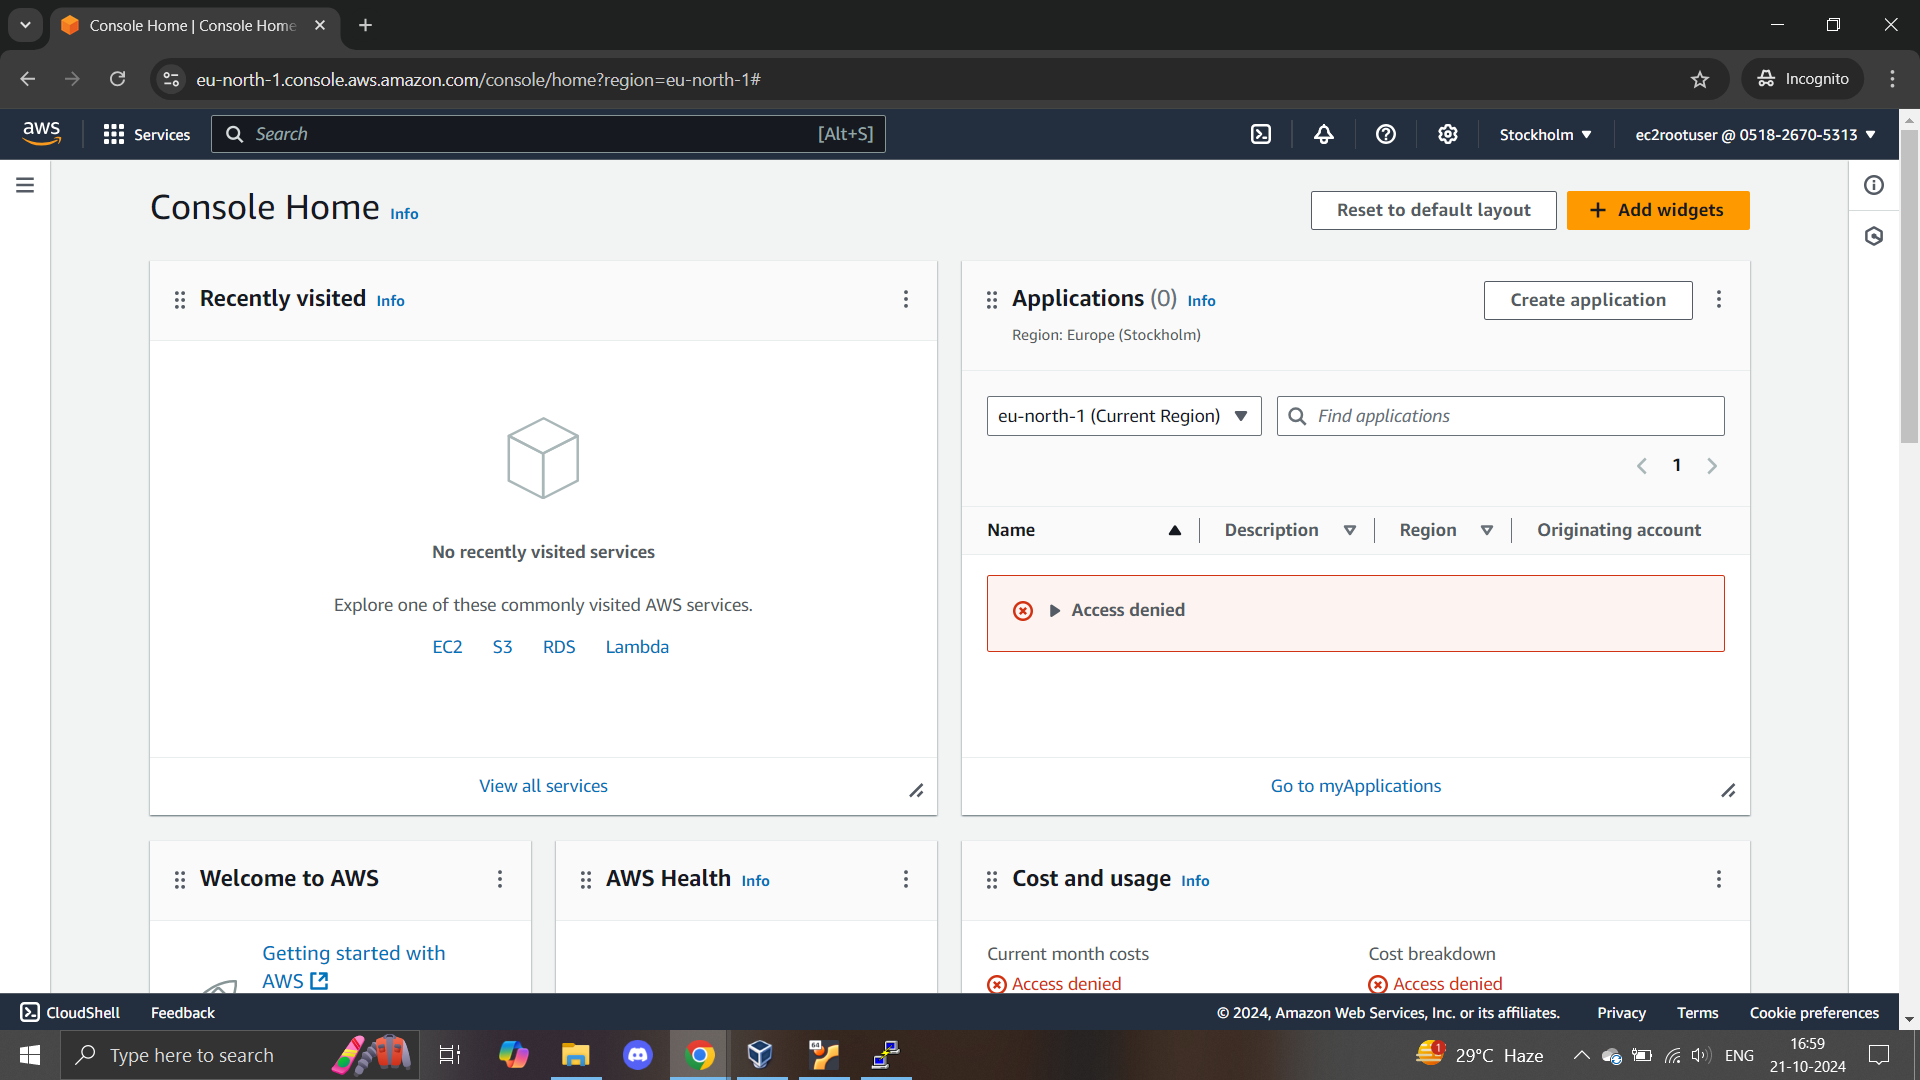 Console Home | Console Home
eu-north-1.console.aws.amazon.com/console/home?region=eu-north-1#
Incognito
aws
Services
Search
[Alt+S]
Stockholm
ec2rootuser @ 0518-2670-5313
Console Home Info
Reset to default layout
+ Add widgets
Recently visited Info
No recently visited services
Explore one of these commonly visited AWS services.
EC2 S3 RDS Lambda
View all services
Applications (0) Info
Create application
Region: Europe (Stockholm)
eu-north-1 (Current Region)
Find applications
1
Name Description Region Originating account
Access denied
Go to myApplications
Welcome to AWS
Getting started with
AWS
AWS Health Info
Cost and usage Info
Current month costs
Access denied
Cost breakdown
Access denied
CloudShell Feedback
© 2024, Amazon Web Services, Inc. or its affiliates. Privacy Terms Cookie preferences
Type here to search
64
1
29°C Haze
ENG
16:59
21-10-2024